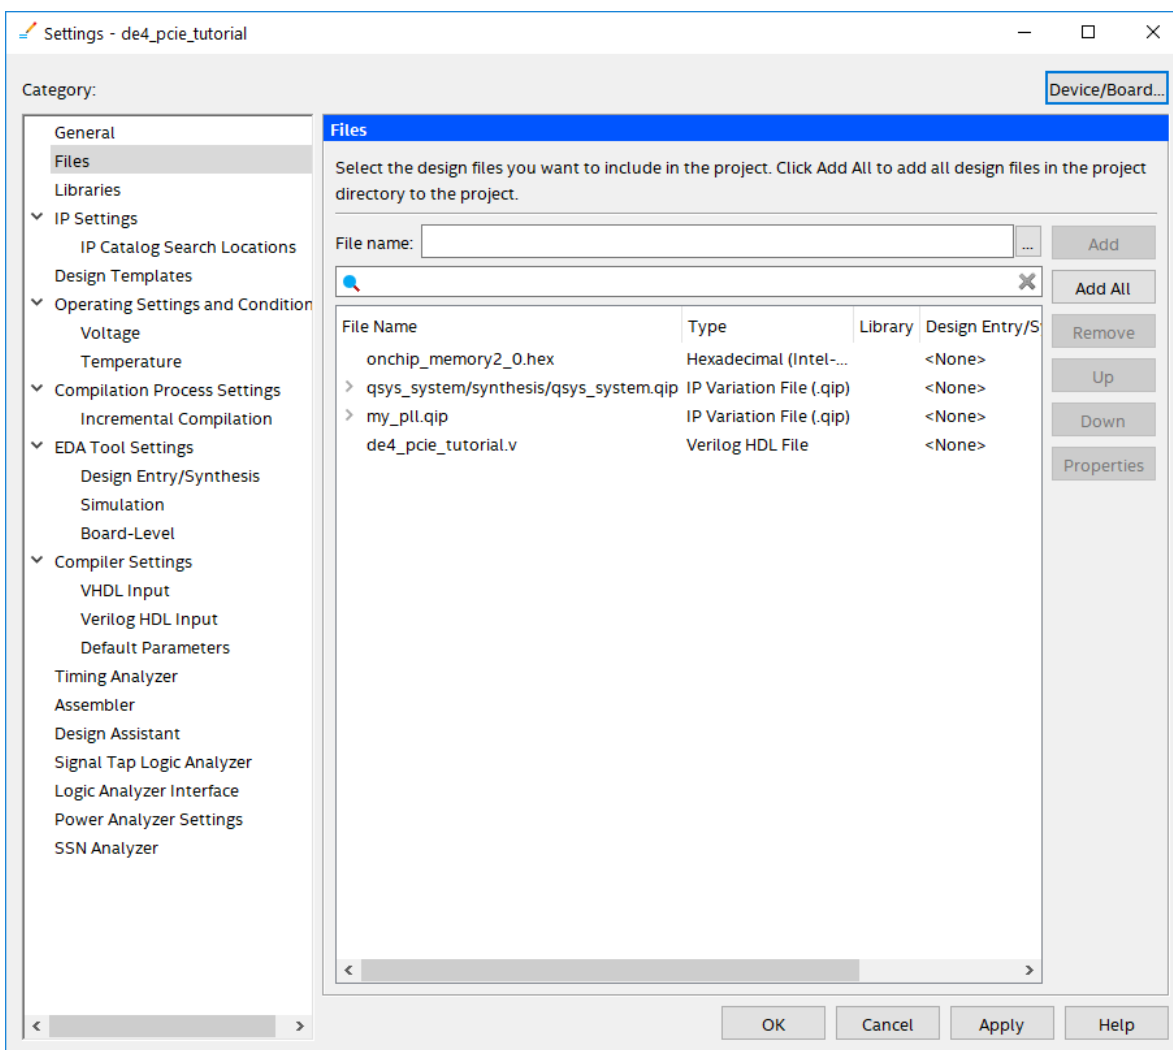 Settings - de4_pcie_tutorial
Category:
Device/Board...
General
Files
Libraries
IP Settings
IP Catalog Search Locations
Design Templates
Operating Settings and Condition
Voltage
Temperature
Compilation Process Settings
Incremental Compilation
EDA Tool Settings
Design Entry/Synthesis
Simulation
Board-Level
Compiler Settings
VHDL Input
Verilog HDL Input
Default Parameters
Timing Analyzer
Assembler
Design Assistant
Signal Tap Logic Analyzer
Logic Analyzer Interface
Power Analyzer Settings
SSN Analyzer
Files
Select the design files you want to include in the project. Click Add All to add all design files in the project
directory to the project.
File name: ... Add
Add All
File Name Type Library Design Entry/S
Remove
onchip_memory2_0.hex Hexadecimal (Intel-... <None>
qsys_system/synthesis/qsys_system.qip IP Variation File (.qip) <None>
Up
my_pll.qip IP Variation File (.qip) <None>
Down
de4_pcie_tutorial.v Verilog HDL File <None>
Properties
OK Cancel Apply Help